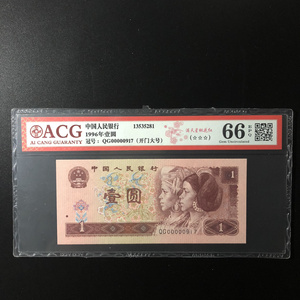 ACG
AI CANG GUARANTY
中国人民银行 13535281
1996年壹圆
冠号：QG00000917（开门大号）
（☆☆☆）
66 EPQ
中国人民银行
壹圆
1
1
QG00000917